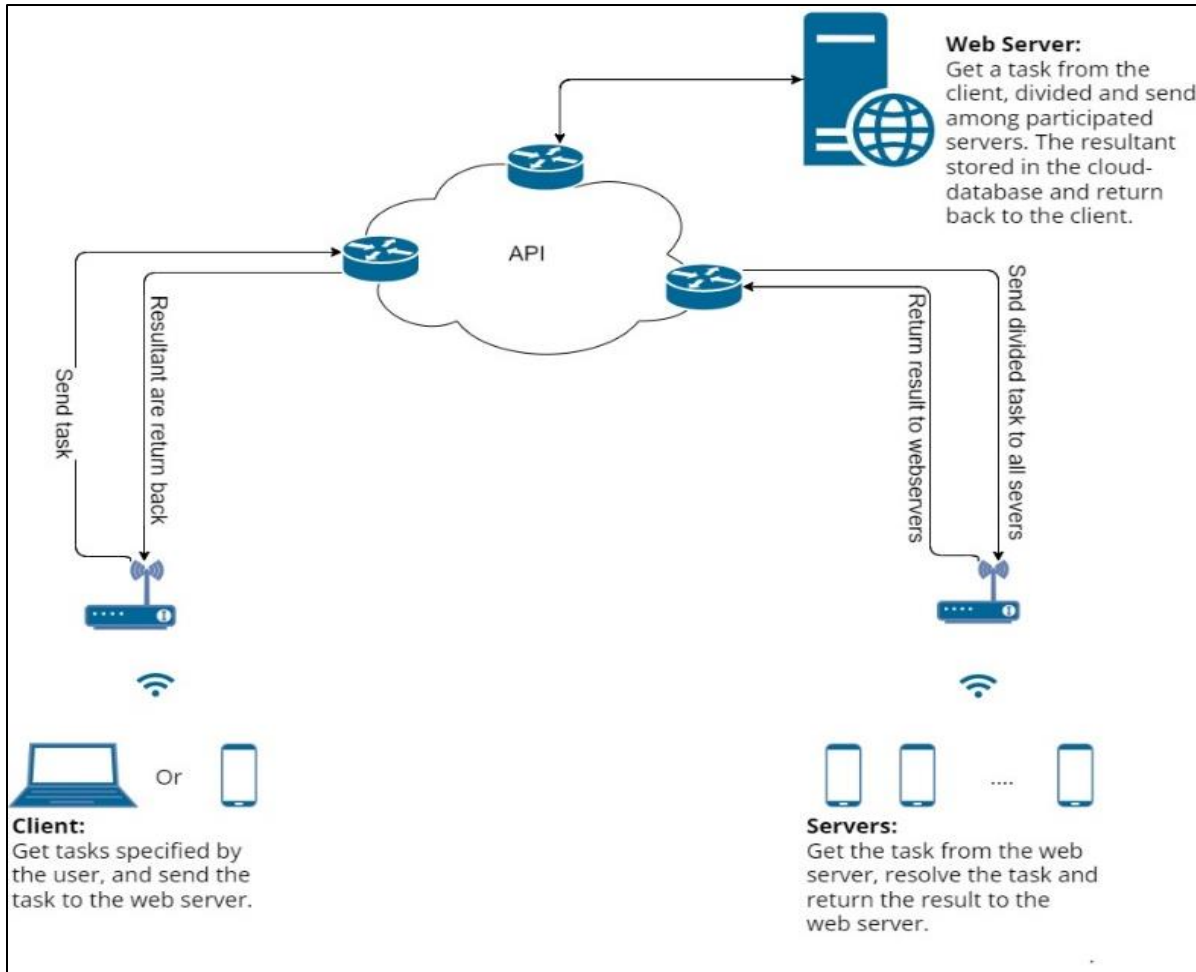 Web Server:
Get a task from the
client, divided and send
among participated
servers. The resultant
stored in the cloud-
database and return
back to the client.
API
Send task
Resultant are return back
Return result to webservers
Send divided task to all severs
Or
....
Client:
Get tasks specified by
the user, and send the
task to the web server.
Servers:
Get the task from the web
server, resolve the task and
return the result to the
web server.
.